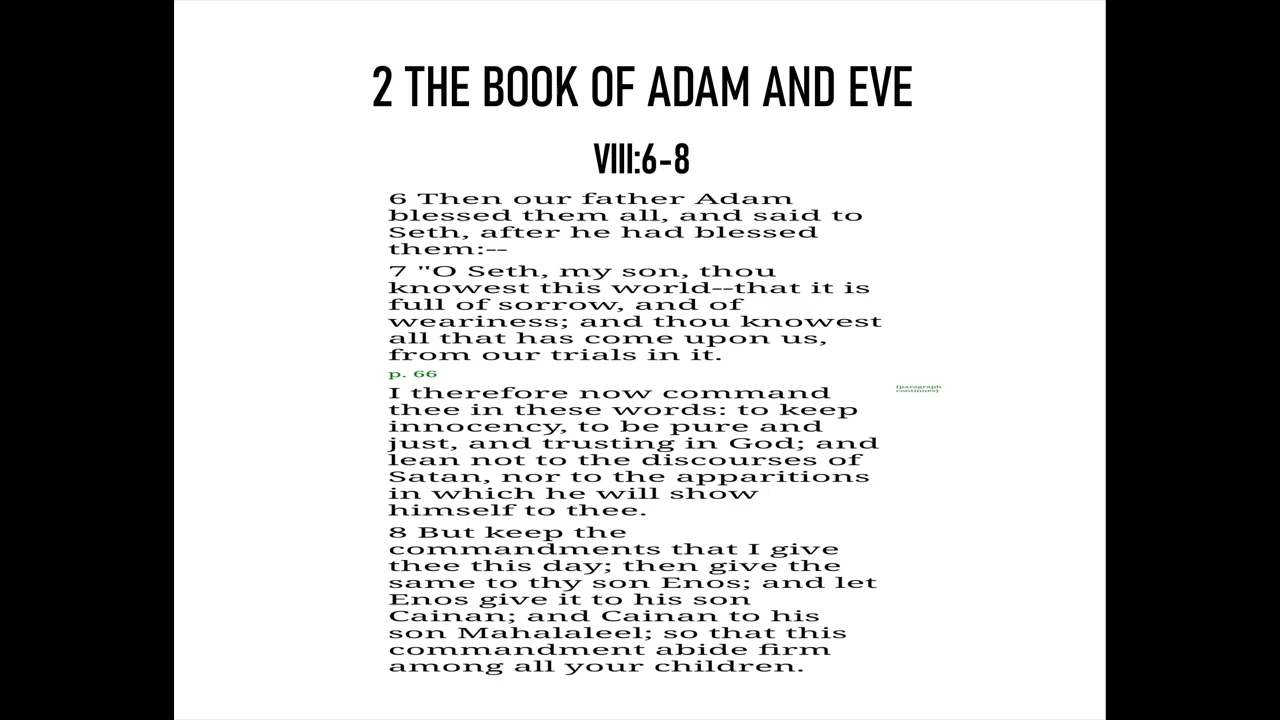 2 THE BOOK OF ADAM AND EVE
VIII:6-8
6 Then our father Adam
blessed them all, and said to
Seth, after he had blessed
them:--
7 "O Seth, my son, thou
knowest this world--that it is
full of sorrow, and of
weariness; and thou knowest
all that has come upon us,
from our trials in it.
p. 66
[paragraph
continues]
I therefore now command
thee in these words: to keep
innocency, to be pure and
just, and trusting in God; and
lean not to the discourses of
Satan, nor to the apparitions
in which he will show
himself to thee.
8 But keep the
commandments that I give
thee this day; then give the
same to thy son Enos; and let
Enos give it to his son
Cainan; and Cainan to his
son Mahalaleel; so that this
commandment abide firm
among all your children.